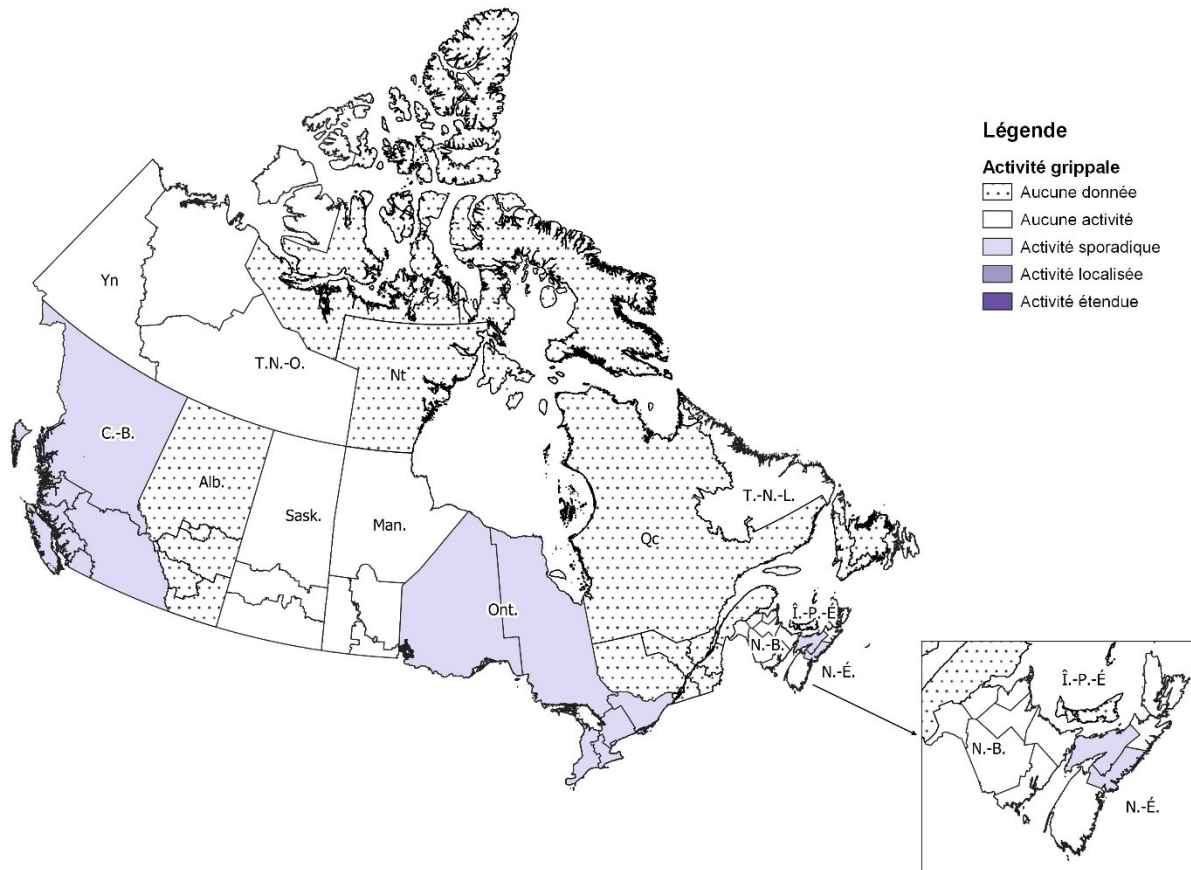 Légende
Activité grippale
Aucune donnée
Aucune activité
Activité sporadique
Activité localisée
Activité étendue
Yn
T.N.-O.
Nt
C.-B.
Alb.
Sask.
Man.
Ont.
Qc
T.-N.-L.
Î.-P.-É
N.-B.
N.-É.
Î.-P.-É
N.-B.
N.-É.